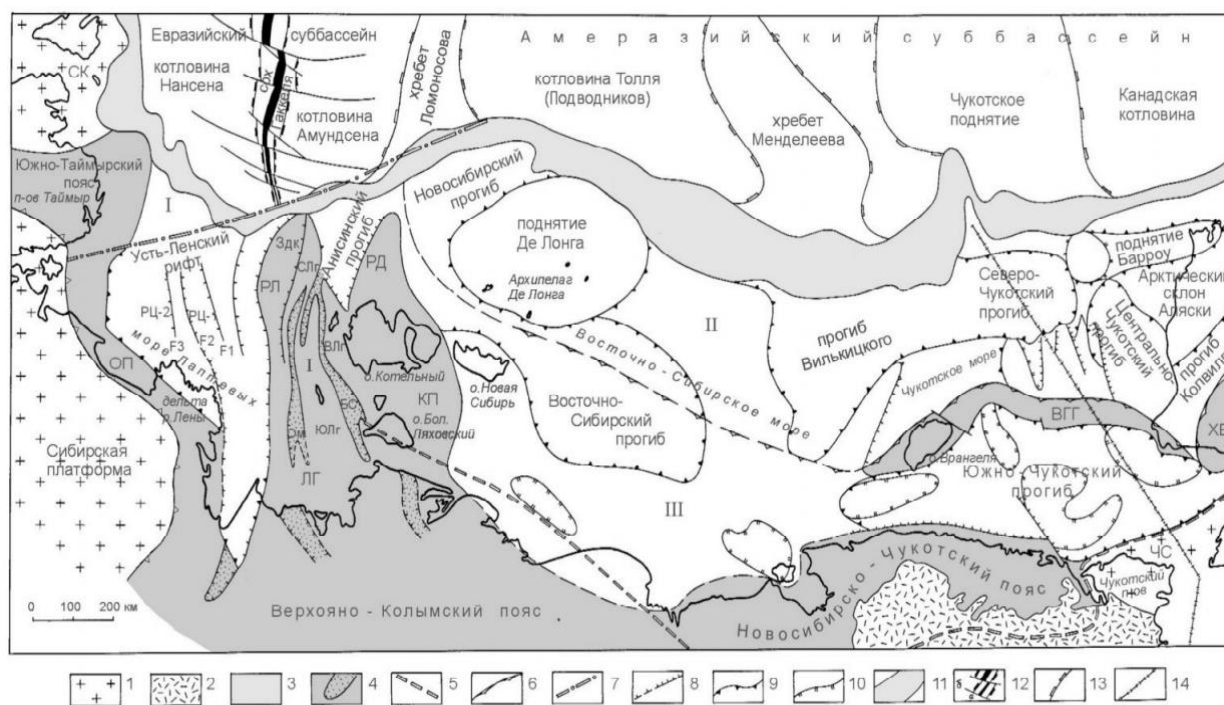 Евразийский суббассейн
Амеразийский суббассейн
СК
котловина
Нансена
срх
Гаккеля
котловина
Амундсена
хребет
Ломоносова
котловина Толля
(Подводников)
хребет
Менделеева
Чукотское
поднятие
Канадская
котловина
Южно-Таймырский
пояс
п-ов Таймыр
I
Усть-Ленский
рифт
Здк
РЛ
СЛг
Анисинский
прогиб
РД
Новосибирский
прогиб
поднятие
Де Лонга
Архипелаг
Де Лонга
II
прогиб
Вилькицкого
Северо-
Чукотский
прогиб
поднятие
Барроу
Арктический
склон
Аляски
Центрально-
Чукотский
прогиб
прогиб
РЦ-2
РЦ-1
F3
F2
F1
море Лаптевых
ОП
дельта
р.Лены
I
ВЛг
БС
ЮЛг
Ом
ЛГ
о.Котельный
КП
о.Бол.
Ляховский
о.Новая
Сибирь
Восточно-Сибирское море
Восточно-
Сибирский
прогиб
III
Чукотское море
о.Врангеля
ВГГ
Южно-Чукотский
прогиб
ЧС
Чукотский
п-ов
Сибирская
платформа
0 100 200
км
Верхояно - Колымский пояс
Новосибирско - Чукотский пояс
1 2 3 4 5 6 7 8 9 10 11 12 13 14